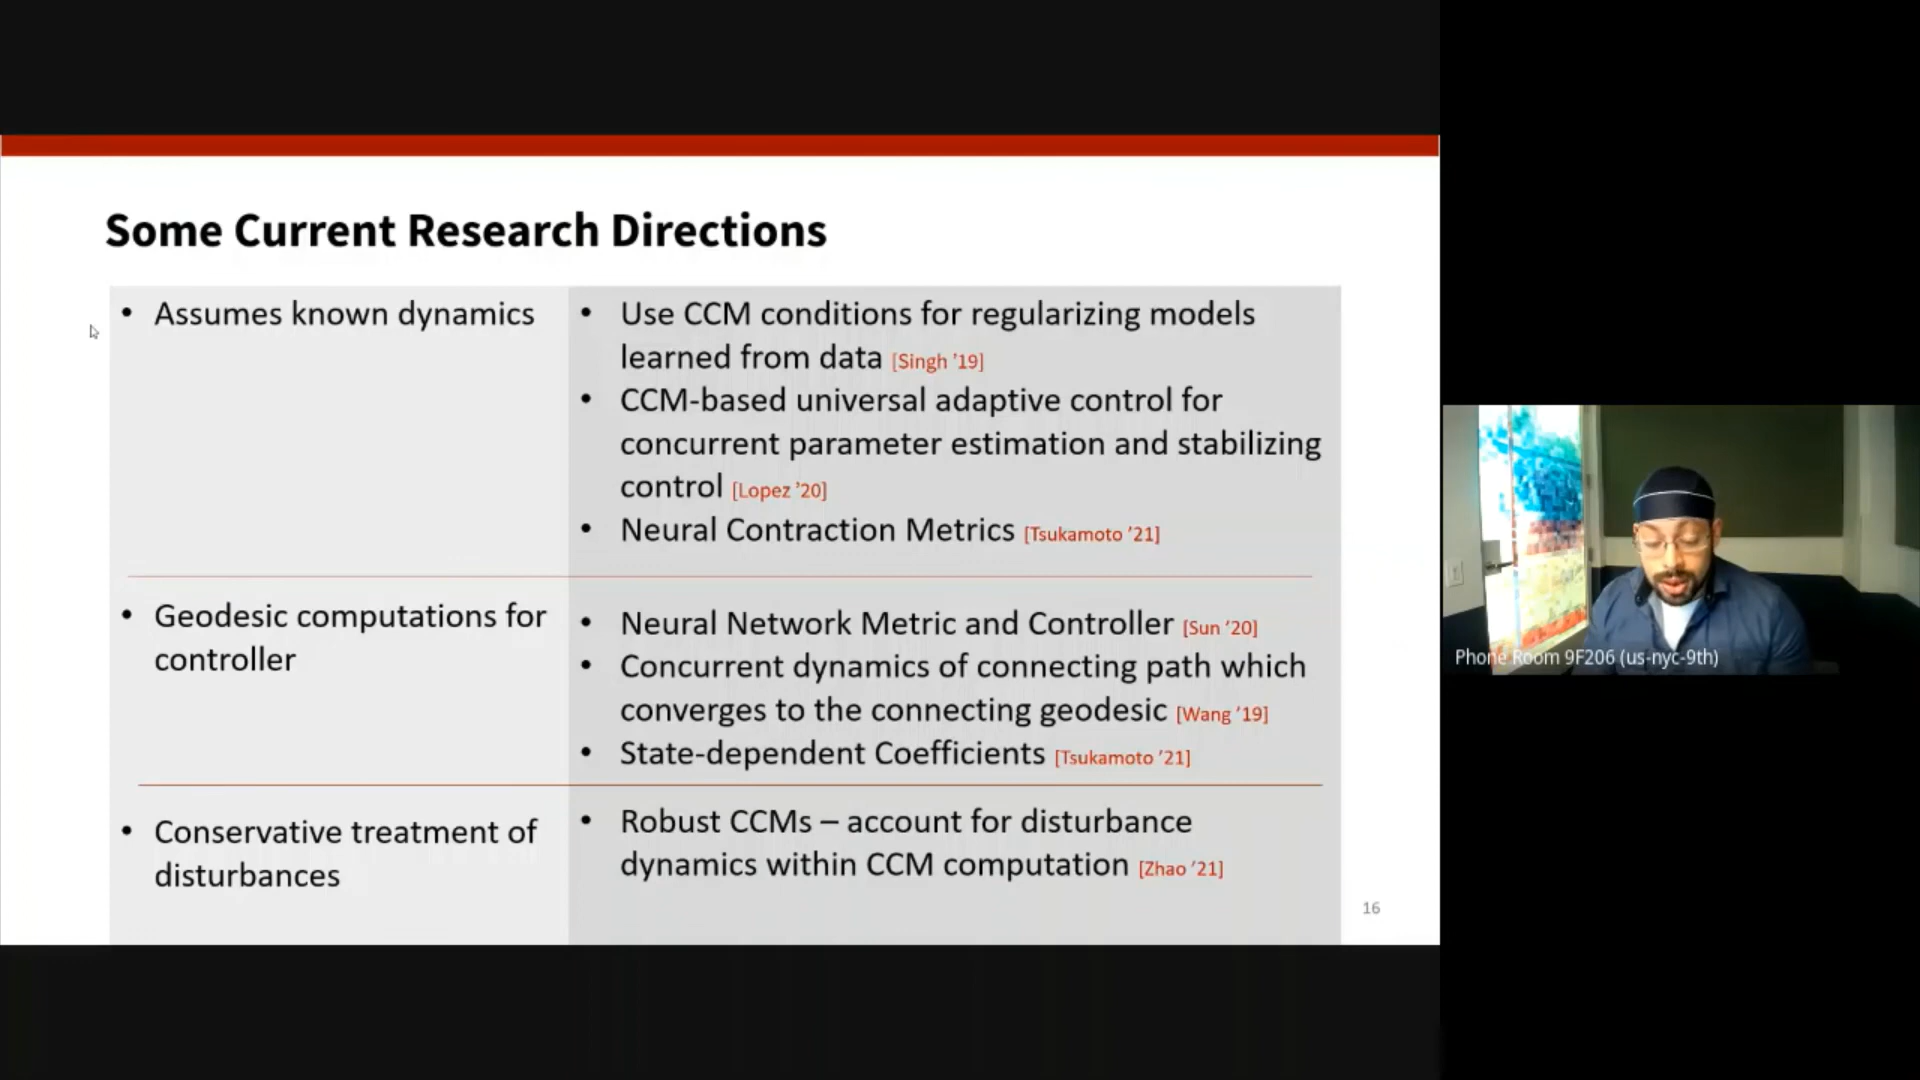 Some Current Research Directions
• Assumes known dynamics
• Use CCM conditions for regularizing models
learned from data [Singh ’19]
• CCM-based universal adaptive control for
concurrent parameter estimation and stabilizing
control [Lopez ’20]
• Neural Contraction Metrics [Tsukamoto ’21]
• Geodesic computations for
controller
• Neural Network Metric and Controller [Sun ’20]
• Concurrent dynamics of connecting path which
converges to the connecting geodesic [Wang ’19]
• State-dependent Coefficients [Tsukamoto ’21]
• Conservative treatment of
disturbances
• Robust CCMs – account for disturbance
dynamics within CCM computation [Zhao ’21]
16
Phone Room 9F206 (us-nyc-9th)